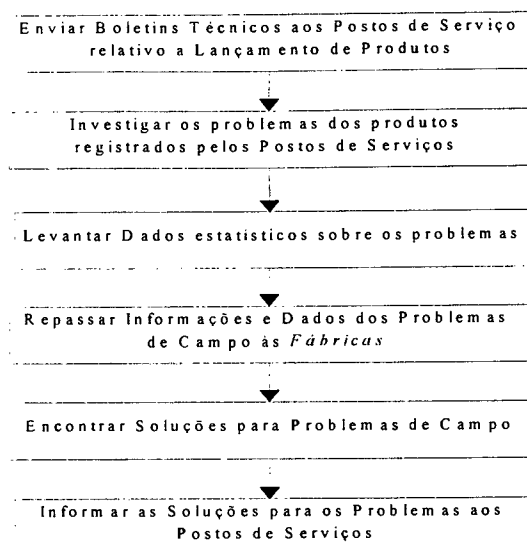 Enviar Boletins Técnicos aos Postos de Serviço
relativo a Lançamento de Produtos
Investigar os problemas dos produtos
registrados pelos Postos de Serviços
Levantar Dados estatísticos sobre os problemas
Repassar Informações e Dados dos Problemas
de Campo às Fábricas
Encontrar Soluções para Problemas de Campo
Informar as Soluções para os Problemas aos
Postos de Serviços